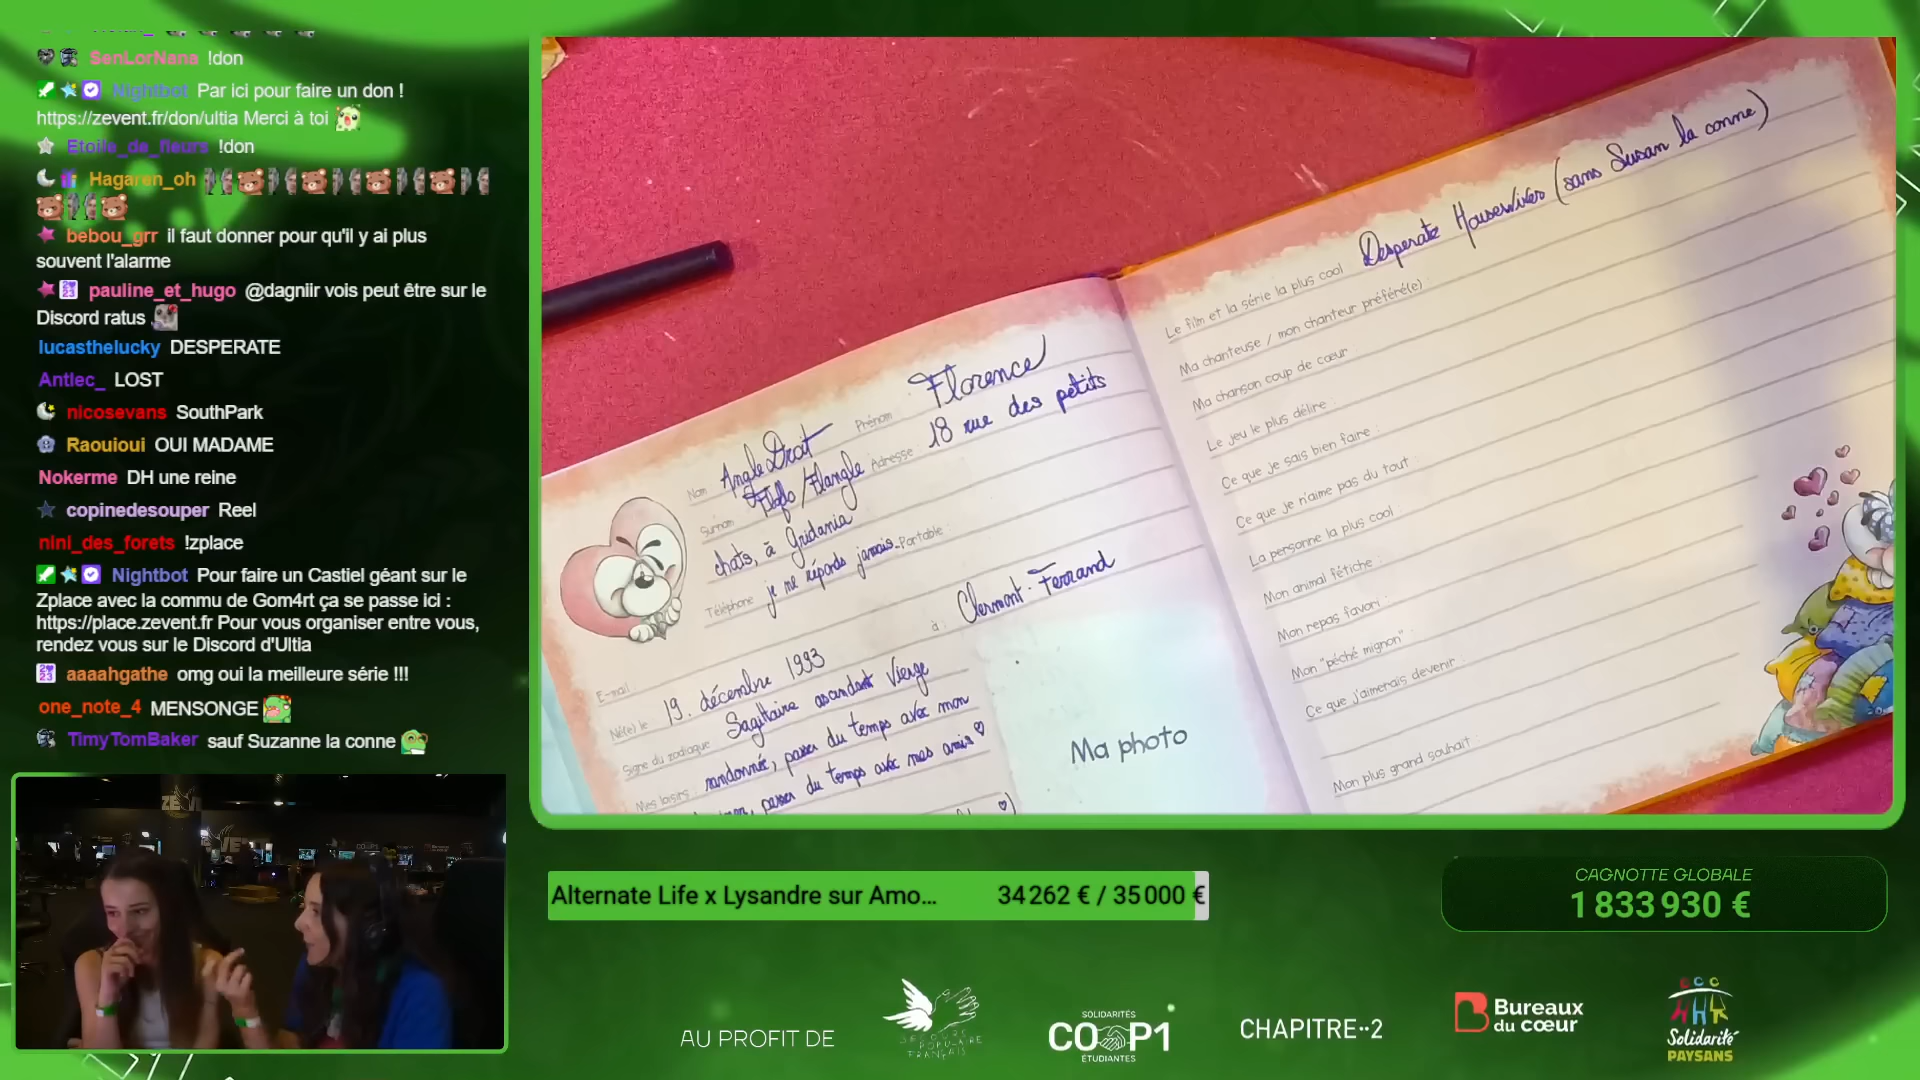 SenLorNana !don
Nightbot Par ici pour faire un don !
https://zevent.fr/don/ultia Merci à toi
Etoile_de_fleurs !don
Hagaren_oh
bebou_grr il faut donner pour qu'il y ai plus
souvent l'alarme
pauline_et_hugo @dagniir vois peut être sur le
Discord ratus
lucasthelucky DESPERATE
Antlec_ LOST
nicosevans SouthPark
Raouioui OUI MADAME
Nokerme DH une reine
copinedesouper Reel
nini_des_forets !zplace
Nightbot Pour faire un Castiel géant sur le
Zplace avec la commu de Gom4rt ça se passe ici :
https://place.zevent.fr Pour vous organiser entre vous,
rendez vous sur le Discord d'Ultia
aaaahgathe omg oui la meilleure série !!!
one_note_4 MENSONGE
TimyTomBaker sauf Suzanne la conne
Nom Angle Droit Prénom Florence
Surnom Floflo / Flangle Adresse 18 rue des petits
chats, à Gridania
Téléphone je ne réponds jamais Portable
E-mail
Né(e) le 19 décembre 1993 à Clermont-Ferrand
Signe du zodiaque Sagittaire ascendant Vierge
Mes loisirs randonnée, passer du temps avec mon
passer du temps avec mes amis ♡
Ma photo
Le film et la série la plus cool Desperate Housewives (sans Susan la conne)
Ma chanteuse / mon chanteur préféré(e) :
Ma chanson coup de cœur
Le jeu le plus délire :
Ce que je sais bien faire :
Ce que je n'aime pas du tout :
La personne la plus cool :
Mon animal fétiche :
Mon repas favori :
Mon "péché mignon" :
Ce que j'aimerais devenir :
Mon plus grand souhait :
Alternate Life x Lysandre sur Amo... 34 262 € / 35 000 €
CAGNOTTE GLOBALE
1 833 930 €
AU PROFIT DE
SECOURS
POPULAIRE
FRANÇAIS
SOLIDARITÉS
COP1
ÉTUDIANTES
CHAPITRE··2
Bureaux
du cœur
Solidarité
PAYSANS